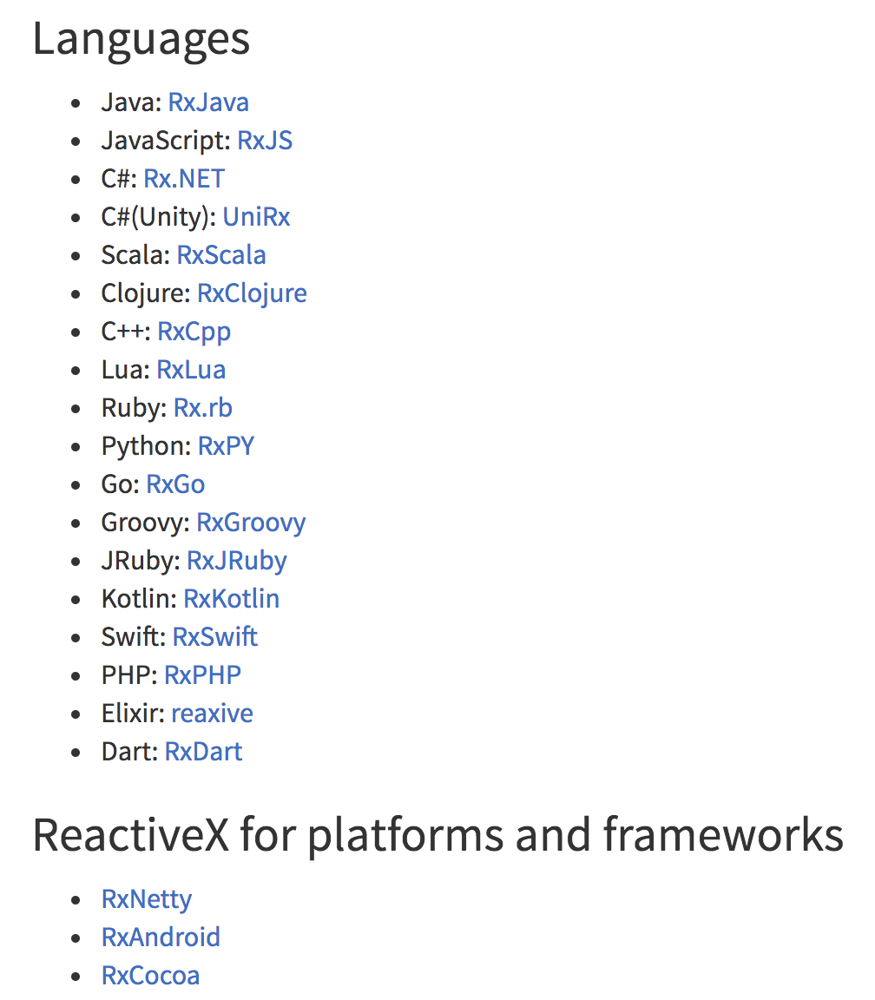 Languages
Java: RxJava
JavaScript: RxJS
C#: Rx.NET
C#(Unity): UniRx
Scala: RxScala
Clojure: RxClojure
C++: RxCpp
Lua: RxLua
Ruby: Rx.rb
Python: RxPY
Go: RxGo
Groovy: RxGroovy
JRuby: RxJRuby
Kotlin: RxKotlin
Swift: RxSwift
PHP: RxPHP
Elixir: reaxive
Dart: RxDart
ReactiveX for platforms and frameworks
RxNetty
RxAndroid
RxCocoa